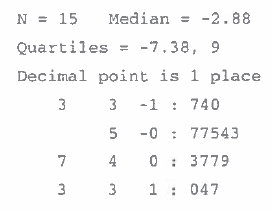 N = 15 Median = -2.88
Quartiles = -7.38, 9
Decimal point is 1 place
3 3 -1 : 740
5 -0 : 77543
7 4 0 : 3779
3 3 1 : 047